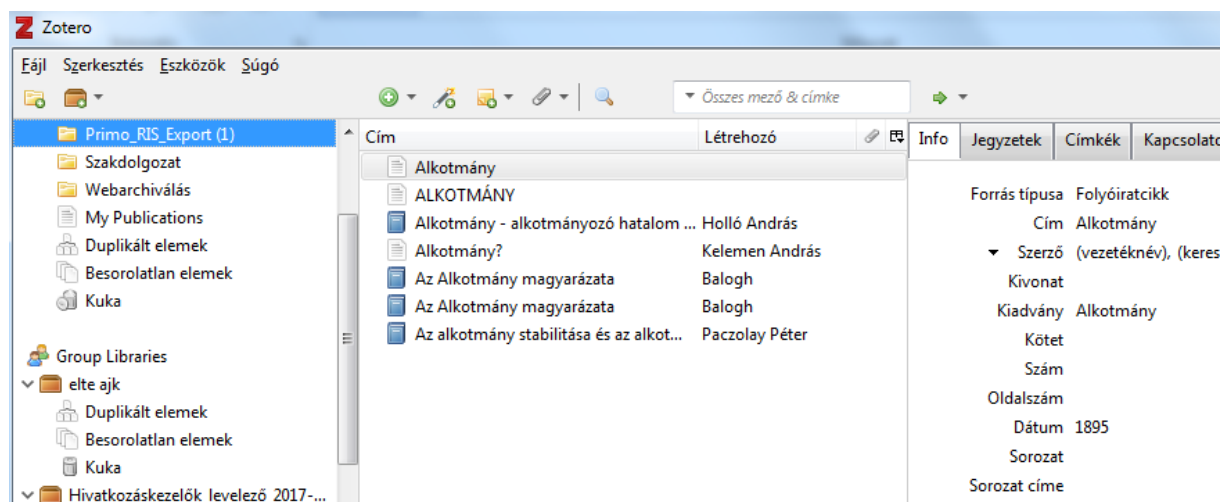 Zotero
Fájl Szerkesztés Eszközök Súgó
Összes mező & címke
Primo_RIS_Export (1)
Szakdolgozat
Webarchiválás
My Publications
Duplikált elemek
Besorolatlan elemek
Kuka
Group Libraries
elte ajk
Duplikált elemek
Besorolatlan elemek
Kuka
Hivatkozáskezelők levelező 2017-...
Cím Létrehozó
Alkotmány
ALKOTMÁNY
Alkotmány - alkotmányozó hatalom ... Holló András
Alkotmány? Kelemen András
Az Alkotmány magyarázata Balogh
Az Alkotmány magyarázata Balogh
Az alkotmány stabilitása és az alkot... Paczolay Péter
Info Jegyzetek Címkék Kapcsolato
Forrás típusa Folyóiratcikk
Cím Alkotmány
Szerző (vezetéknév), (keres
Kivonat
Kiadvány Alkotmány
Kötet
Szám
Oldalszám
Dátum 1895
Sorozat
Sorozat címe